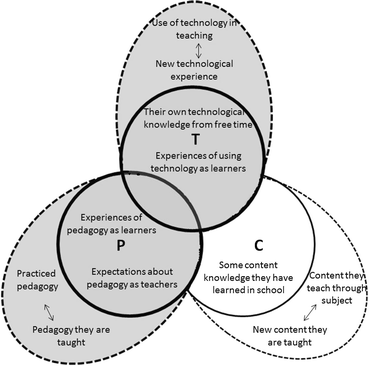 Use of technology in
teaching
New technological
experience
Their own technological
knowledge from free time
T
Experiences of using
technology as learners
Experiences of
pedagogy as learners
P
Expectations about
pedagogy as teachers
Practiced
pedagogy
Pedagogy they are
taught
C
Some content
knowledge they have
learned in school
Content they
teach through
subject
New content they
are taught